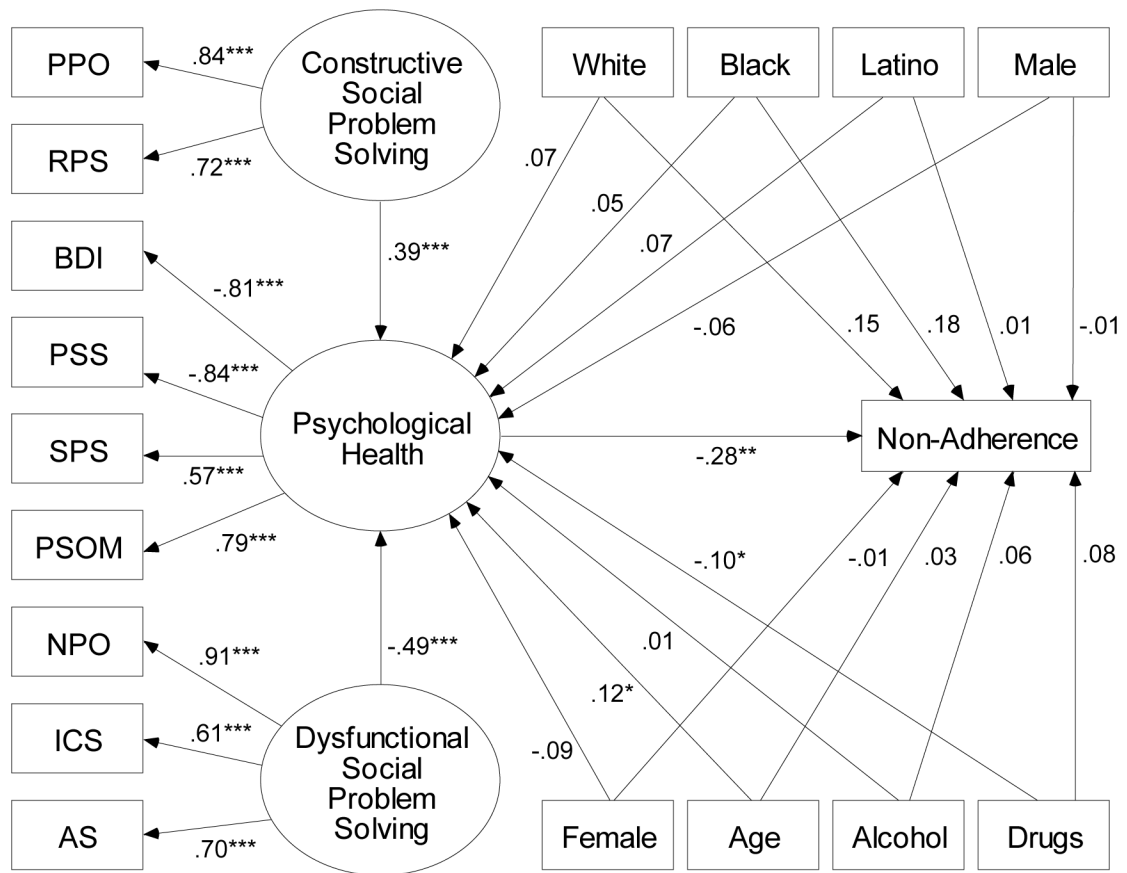 PPO
RPS
BDI
PSS
SPS
PSOM
NPO
ICS
AS
.84***
.72***
-.81***
-.84***
.57***
.79***
.91***
.61***
.70***
Constructive
Social
Problem
Solving
.39***
Psychological
Health
-.49***
Dysfunctional
Social
Problem
Solving
White
Black
Latino
Male
.07
.05
.07
-.06
.15
.18
.01
-.01
-.28**
Non-Adherence
-.10*
.01
.12*
-.09
-.01
.03
.06
.08
Female
Age
Alcohol
Drugs